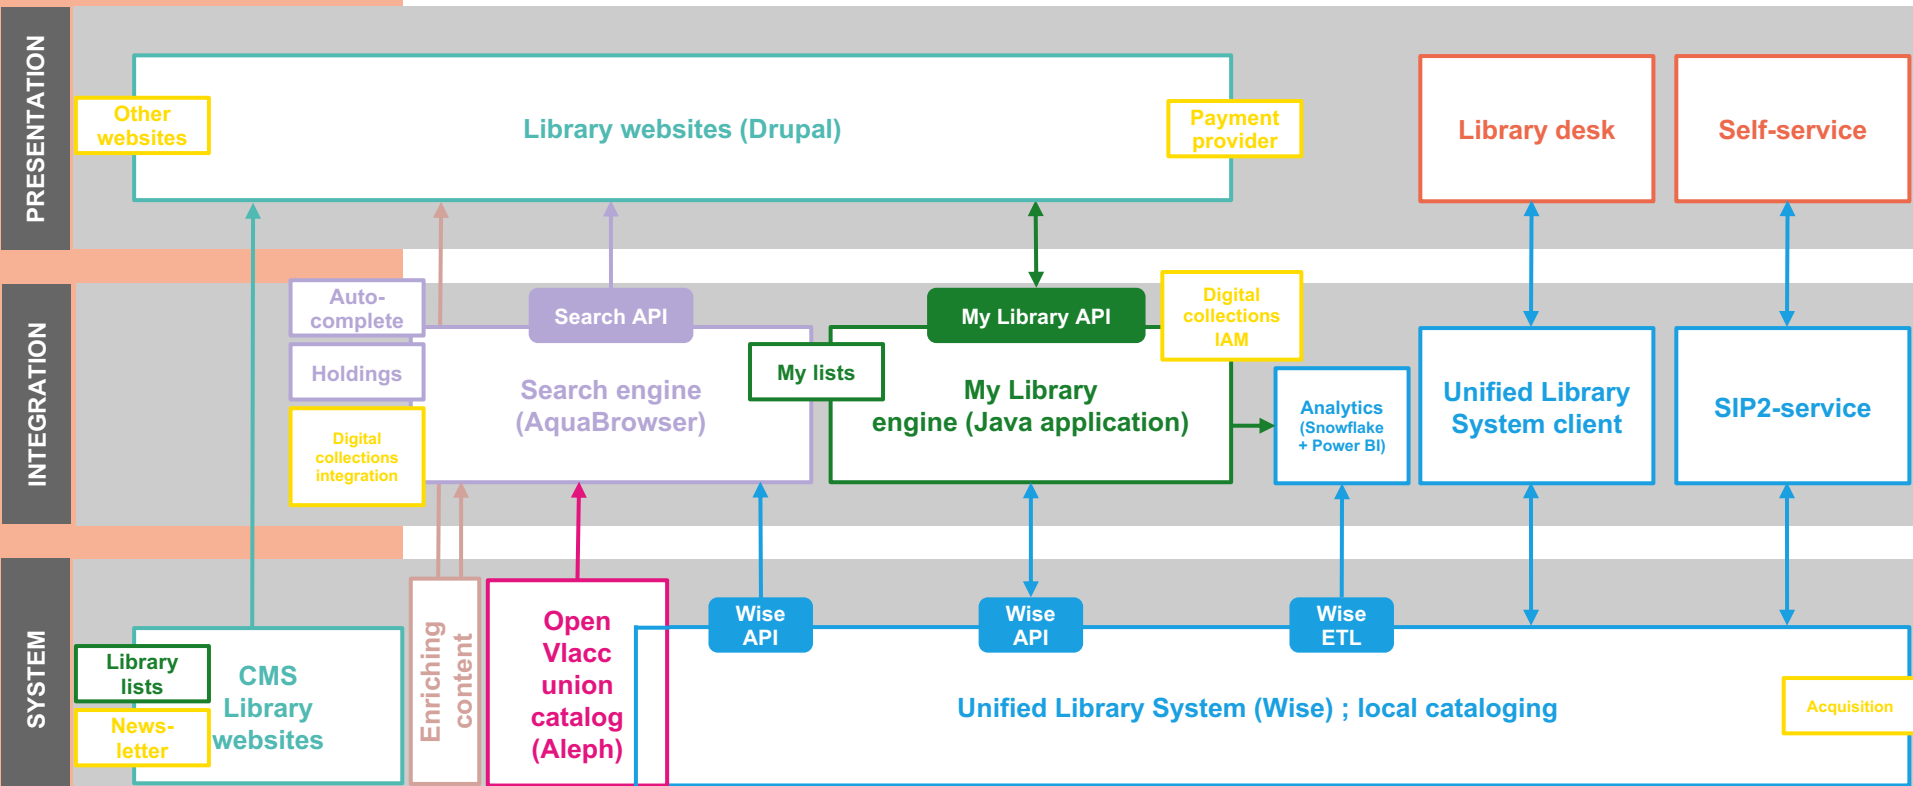 PRESENTATION
Other
websites
Library websites (Drupal)
Payment
provider
Library desk
Self-service
INTEGRATION
Auto-
complete
Search API
My Library API
Digital
collections
IAM
Holdings
Search engine
(AquaBrowser)
My lists
My Library
engine (Java application)
Analytics
(Snowflake
+ Power BI)
Unified Library
System client
SIP2-service
Digital
collections
integration
SYSTEM
Library
lists
News-
letter
CMS
Library
websites
Enriching
content
Open
Vlacc
union
catalog
(Aleph)
Wise
API
Wise
API
Wise
ETL
Unified Library System (Wise) ; local cataloging
Acquisition